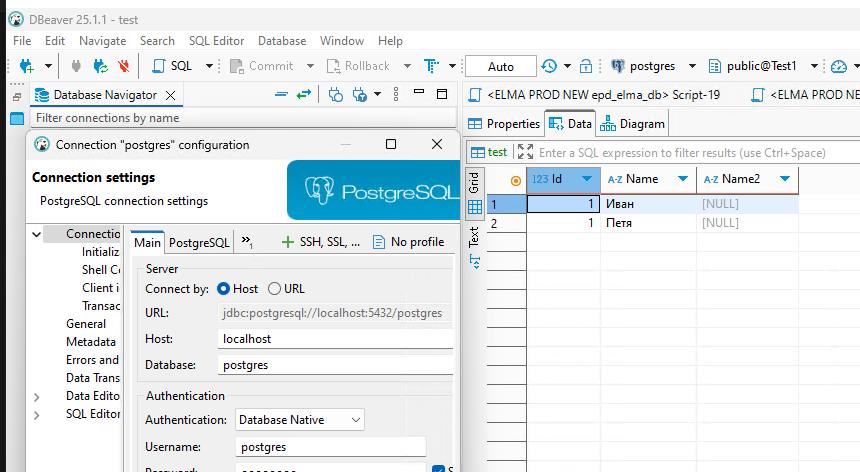 DBeaver 25.1.1 - test
File Edit Navigate Search SQL Editor Database Window Help
SQL Commit Rollback T Auto postgres public@Test1
Database Navigator
Filter connections by name
<ELMA PROD NEW epd_elma_db> Script-19 <ELMA PROD NEW
Properties Data Diagram
test Enter a SQL expression to filter results (use Ctrl+Space)
Grid
Text
123 Id A-Z Name A-Z Name2
1 1 Иван [NULL]
2 1 Петя [NULL]
Connection "postgres" configuration
Connection settings
PostgreSQL connection settings
PostgreSQL
Connectio
Initializa
Shell Co
Client i
Transac
General
Metadata
Errors and
Data Trans
Data Edito
SQL Editor
Main PostgreSQL »1 SSH, SSL, ... No profile
Server
Connect by: Host URL
URL: jdbc:postgresql://localhost:5432/postgres
Host: localhost
Database: postgres
Authentication
Authentication: Database Native
Username: postgres
Password: •••••••• S